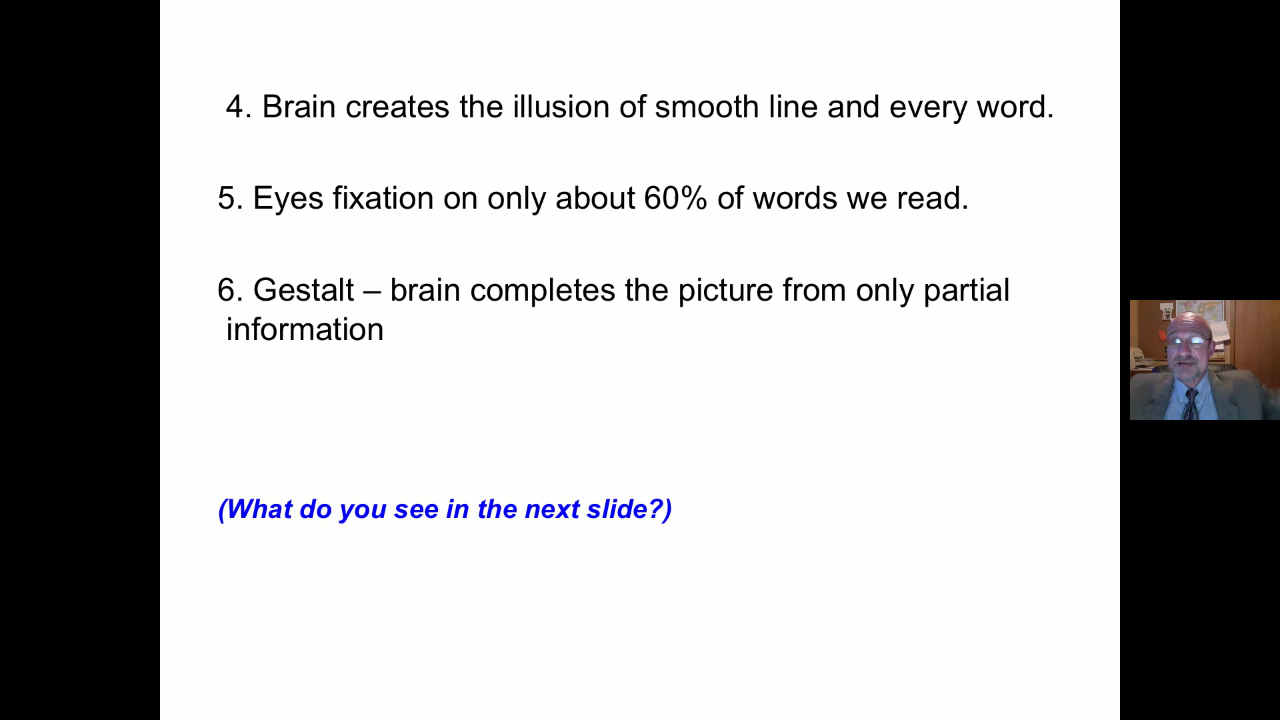 4. Brain creates the illusion of smooth line and every word.
5. Eyes fixation on only about 60% of words we read.
6. Gestalt – brain completes the picture from only partial
information
(What do you see in the next slide?)